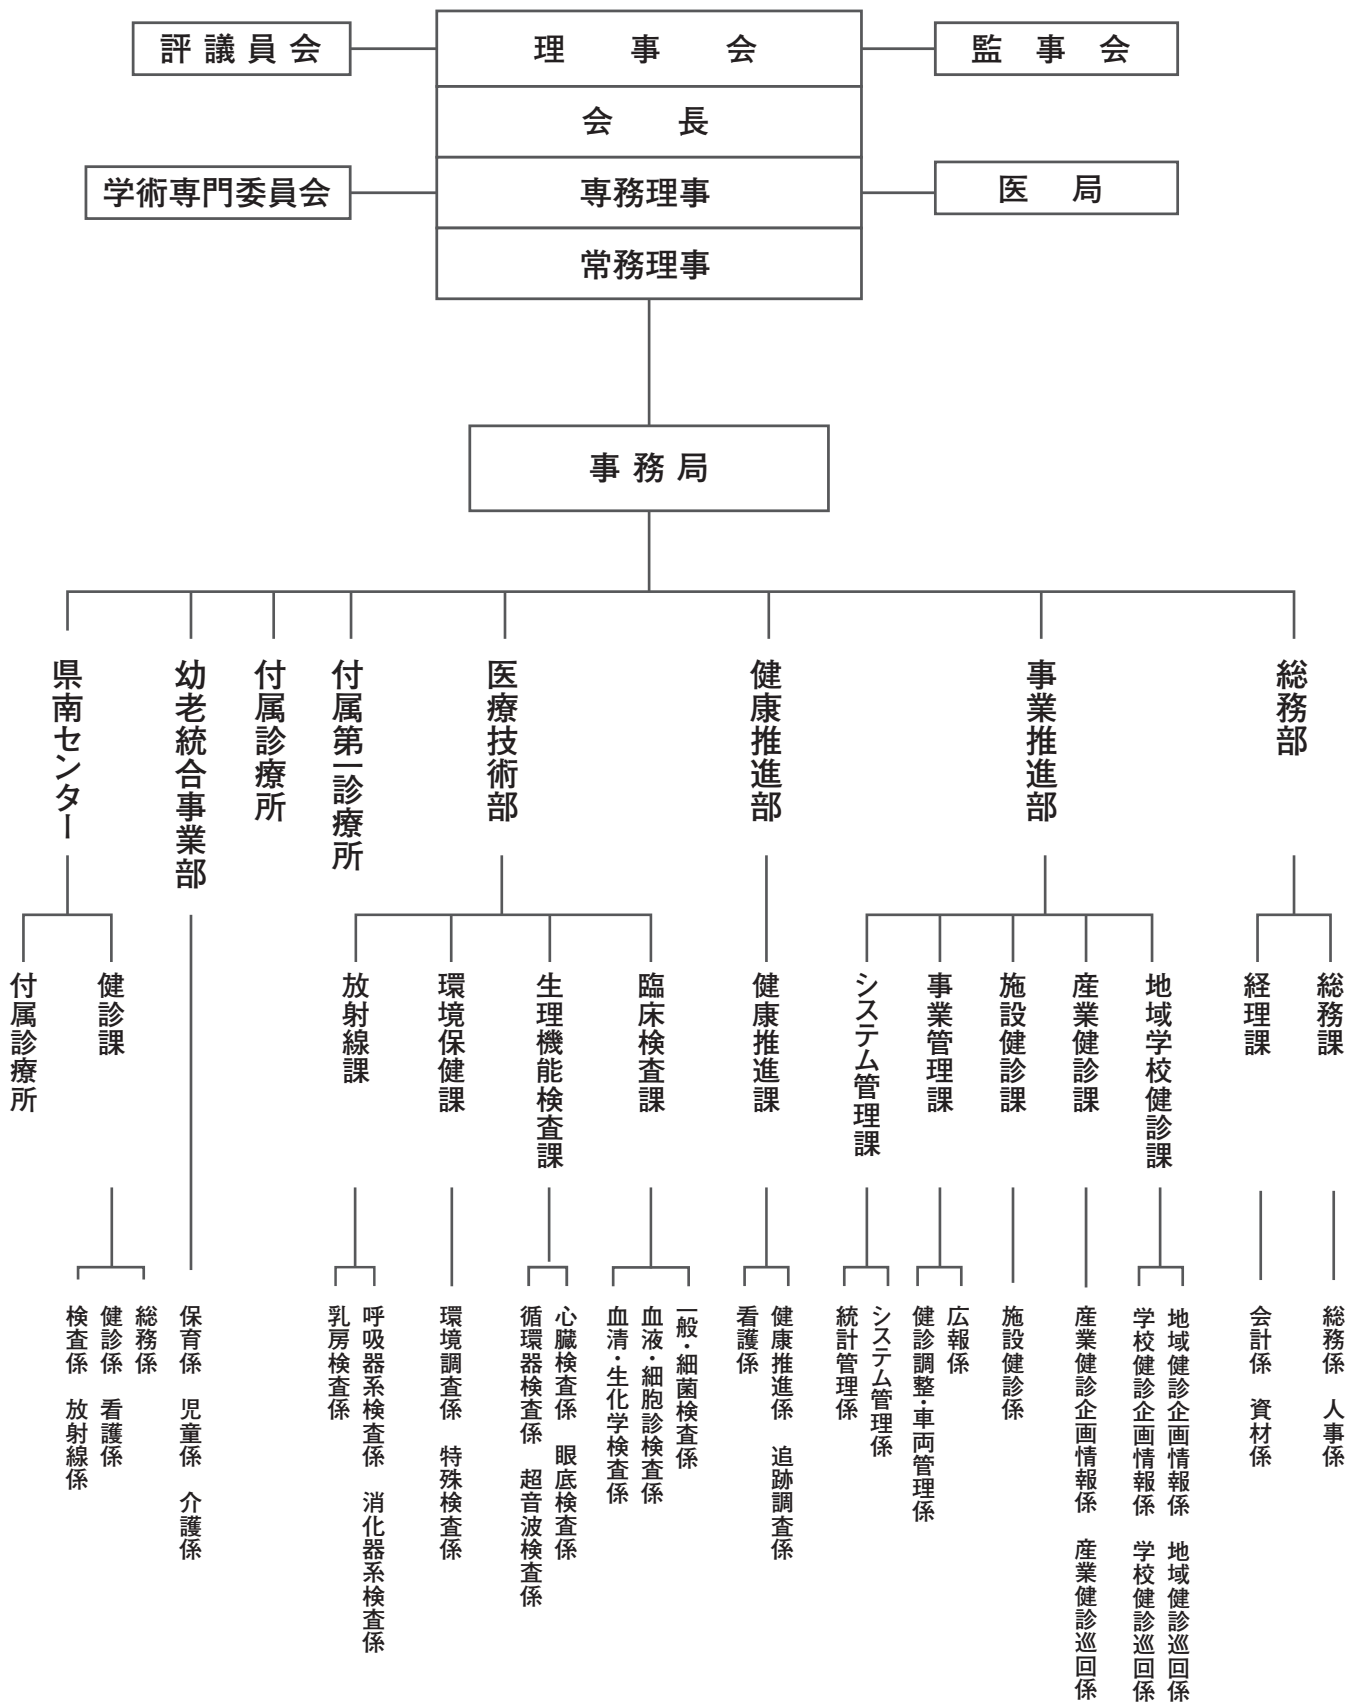 評議員会
理事会
監事会
会長
学術専門委員会
専務理事
医局
常務理事
事務局
総務部
事業推進部
健康推進部
医療技術部
付属第一診療所
付属診療所
幼老統合事業部
県南センター
総務課
経理課
地域学校健診課
産業健診課
施設健診課
事業管理課
システム管理課
健康推進課
臨床検査課
生理機能検査課
環境保健課
放射線課
健診課
付属診療所
総務係 人事係
会計係 資材係
地域健診企画情報係 地域健診巡回係
学校健診企画情報係 学校健診巡回係
産業健診企画情報係 産業健診巡回係
施設健診係
広報係
健診調整・車両管理係
システム管理係
統計管理係
健康推進係 追跡調査係
看護係
一般・細菌検査係
血液・細胞診検査係
血清・生化学検査係
心臓検査係 眼底検査係
循環器検査係 超音波検査係
環境調査係 特殊検査係
呼吸器系検査係 消化器系検査係
乳房検査係
保育係 児童係 介護係
総務係
健診係 看護係
検査係 放射線係